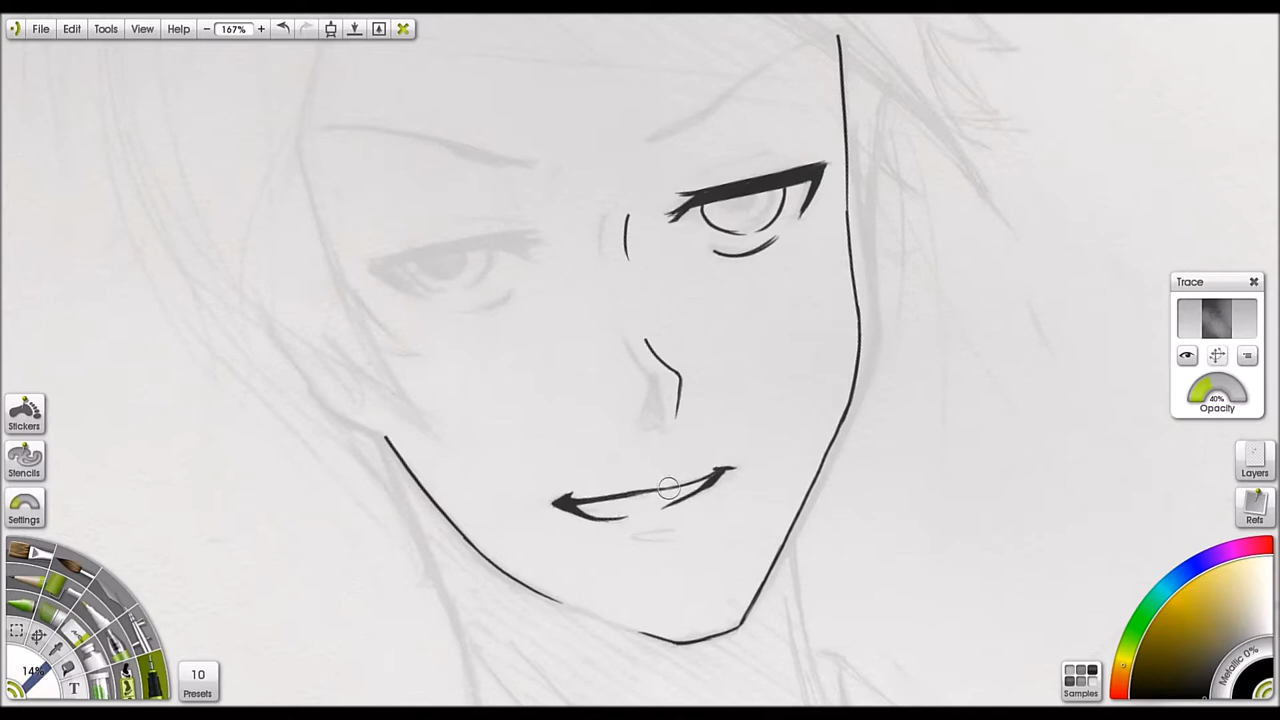 File Edit Tools View Help − 167% +
Trace
40%
Opacity
Stickers
Stencils
Settings
Layers
Refs
14%
T
10
Presets
Samples
Metallic 0%